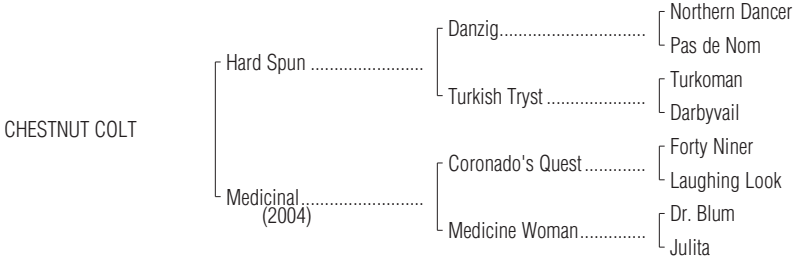 Northern Dancer
Danzig..............................
Pas de Nom
Hard Spun ........................
Turkoman
Turkish Tryst .....................
Darbyvail
CHESTNUT COLT
Forty Niner
Coronado's Quest.............
Laughing Look
Medicinal..........................
(2004)
Dr. Blum
Medicine Woman..............
Julita